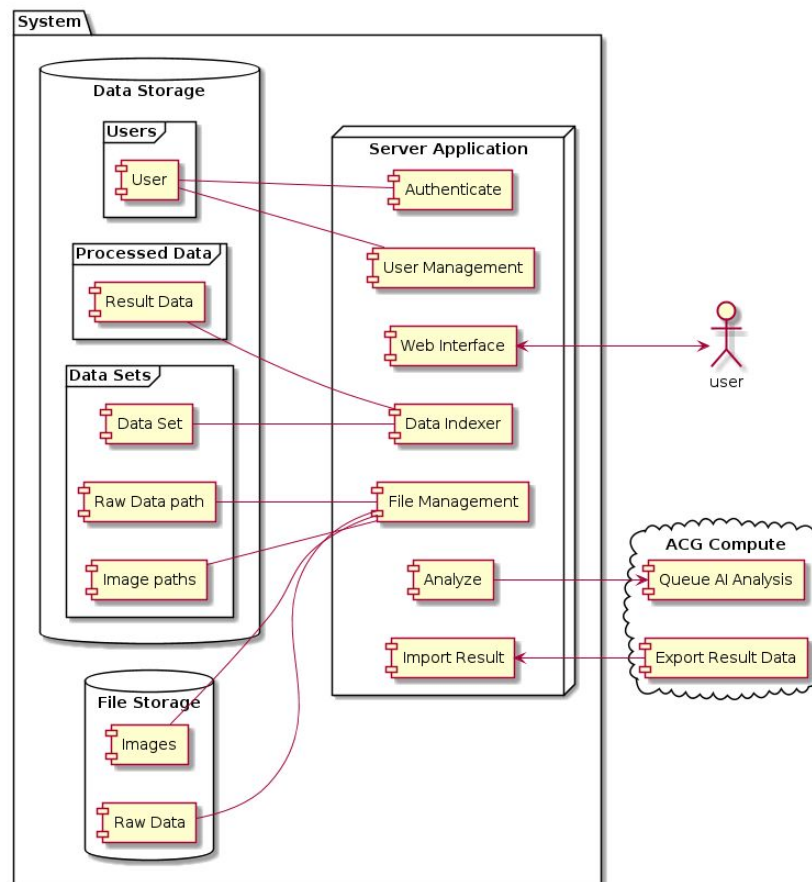 System
Data Storage
Users
User
Processed Data
Result Data
Data Sets
Data Set
Raw Data path
Image paths
File Storage
Images
Raw Data
Server Application
Authenticate
User Management
Web Interface
Data Indexer
File Management
Analyze
Import Result
user
ACG Compute
Queue AI Analysis
Export Result Data